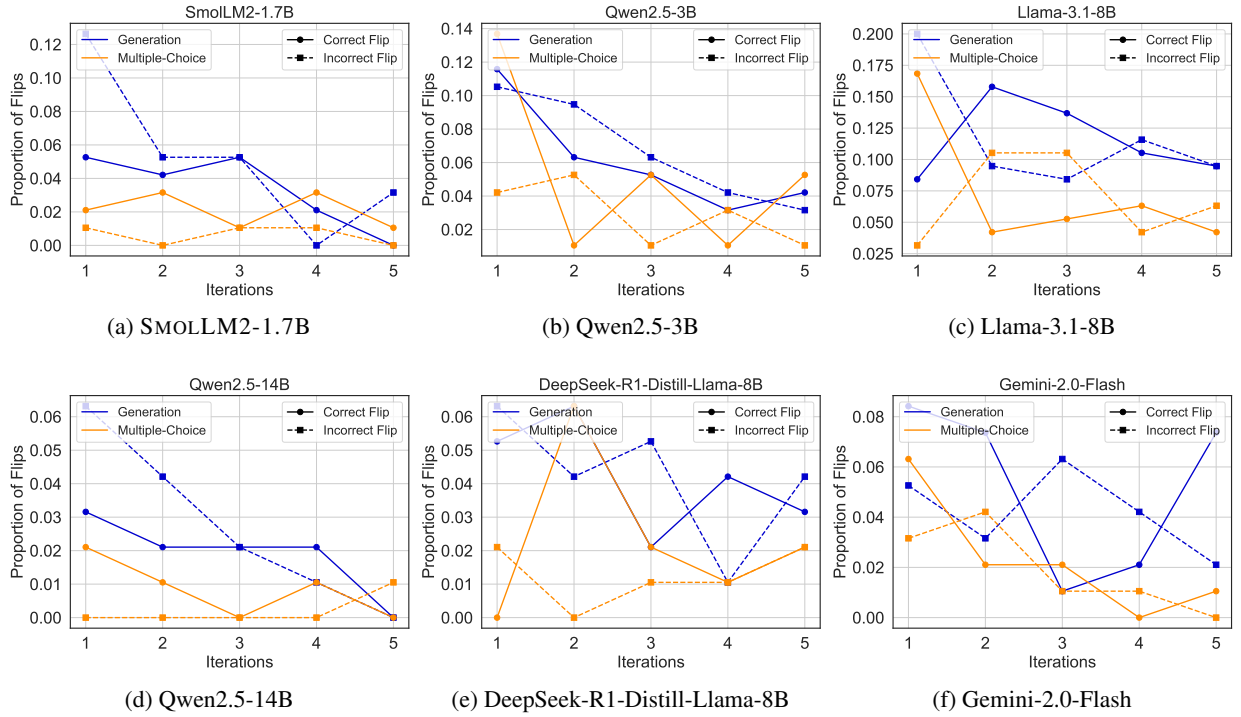 SmolLM2-1.7B
Generation
Multiple-Choice
Correct Flip
Incorrect Flip
Proportion of Flips
0.12
0.10
0.08
0.06
0.04
0.02
0.00
1 2 3 4 5
Iterations
(a) SMOLLM2-1.7B
Qwen2.5-3B
Generation
Multiple-Choice
Correct Flip
Incorrect Flip
Proportion of Flips
0.14
0.12
0.10
0.08
0.06
0.04
0.02
1 2 3 4 5
Iterations
(b) Qwen2.5-3B
Llama-3.1-8B
Generation
Multiple-Choice
Correct Flip
Incorrect Flip
Proportion of Flips
0.200
0.175
0.150
0.125
0.100
0.075
0.050
0.025
1 2 3 4 5
Iterations
(c) Llama-3.1-8B
Qwen2.5-14B
Generation
Multiple-Choice
Correct Flip
Incorrect Flip
Proportion of Flips
0.06
0.05
0.04
0.03
0.02
0.01
0.00
1 2 3 4 5
Iterations
(d) Qwen2.5-14B
DeepSeek-R1-Distill-Llama-8B
Generation
Multiple-Choice
Correct Flip
Incorrect Flip
Proportion of Flips
0.06
0.05
0.04
0.03
0.02
0.01
0.00
1 2 3 4 5
Iterations
(e) DeepSeek-R1-Distill-Llama-8B
Gemini-2.0-Flash
Generation
Multiple-Choice
Correct Flip
Incorrect Flip
Proportion of Flips
0.08
0.06
0.04
0.02
0.00
1 2 3 4 5
Iterations
(f) Gemini-2.0-Flash